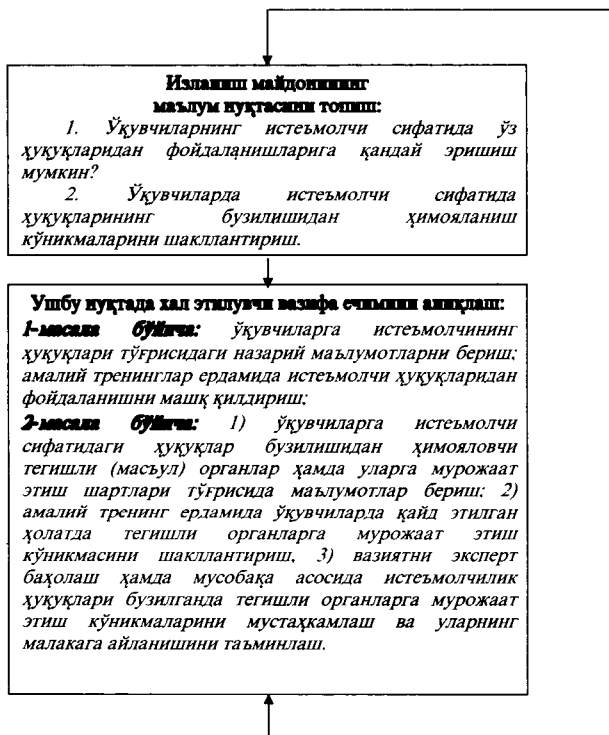 Изланиш майдонининг
маълум нуқтасини топиш:
1. Ўқувчиларнинг истеъмолчи сифатида ўз
ҳуқуқларидан фойдаланишларига қандай эришиш
мумкин?
2. Ўқувчиларда истеъмолчи сифатида
ҳуқуқларининг бузилишидан ҳимояланиш
кўникмаларини шакллантириш.
Ушбу нуқтада хал этилувчи вазифа ечимини аниқлаш:
1-масала бўйича: ўқувчиларга истеъмолчининг
ҳуқуқлари тўғрисидаги назарий маълумотларни бериш;
амалий тренинглар ердамида истеъмолчи ҳуқуқларидан
фойдаланишни машқ қилдириш;
2-масала бўйича: 1) ўқувчиларга истеъмолчи
сифатидаги ҳуқуқлар бузилишидан ҳимояловчи
тегишли (масъул) органлар ҳамда уларга мурожаат
этиш шартлари тўғрисида маълумотлар бериш; 2)
амалий тренинг ердамида ўқувчиларда қайд этилган
ҳолатда тегишли органларга мурожаат этиш
кўникмасини шакллантириш, 3) вазиятни эксперт
баҳолаш ҳамда мусобақа асосида истеъмолчилик
ҳуқуқлари бузилганда тегишли органларга мурожаат
этиш кўникмаларини мустаҳкамлаш ва уларнинг
малакага айланишини таъминлаш.